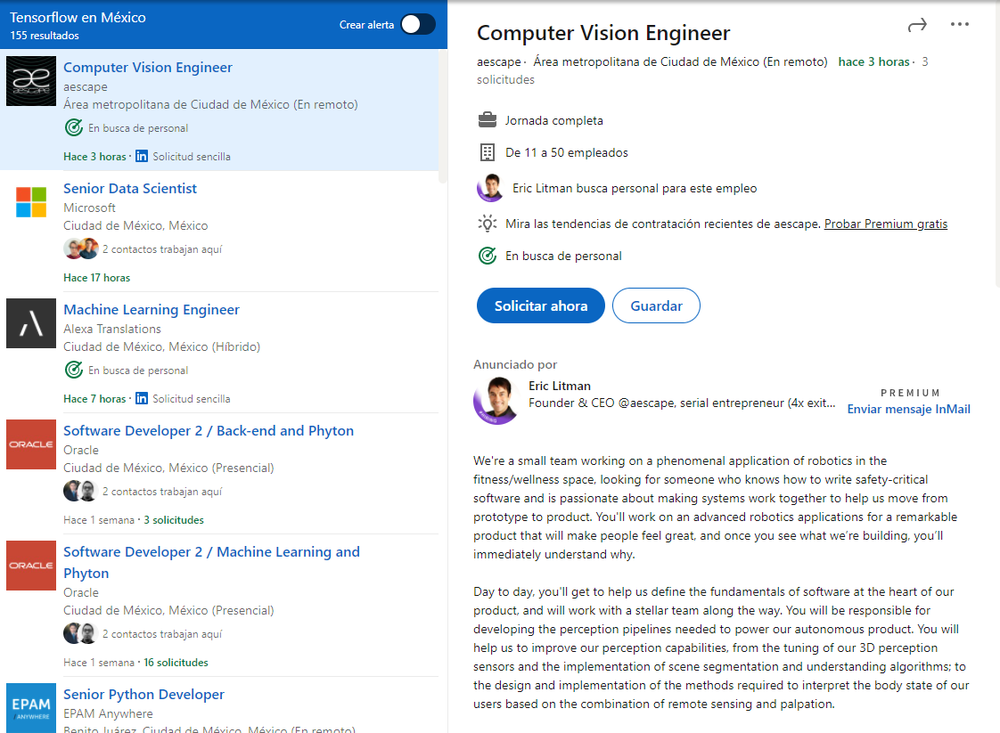 Tensorflow en México
155 resultados
Crear alerta
aescape
Computer Vision Engineer
aescape
Área metropolitana de Ciudad de México (En remoto)
En busca de personal
Hace 3 horas · in Solicitud sencilla
Senior Data Scientist
Microsoft
Ciudad de México, México
2 contactos trabajan aquí
Hace 17 horas
Machine Learning Engineer
Alexa Translations
Ciudad de México, México (Híbrido)
En busca de personal
Hace 7 horas · in Solicitud sencilla
ORACLE
Software Developer 2 / Back-end and Phyton
Oracle
Ciudad de México, México (Presencial)
2 contactos trabajan aquí
Hace 1 semana · 3 solicitudes
ORACLE
Software Developer 2 / Machine Learning and
Phyton
Oracle
Ciudad de México, México (Presencial)
2 contactos trabajan aquí
Hace 1 semana · 16 solicitudes
EPAM
/ ANYWHERE
Senior Python Developer
EPAM Anywhere
Benito Juárez, Ciudad de México, México (En remoto)
Computer Vision Engineer
aescape · Área metropolitana de Ciudad de México (En remoto) hace 3 horas · 3
solicitudes
Jornada completa
De 11 a 50 empleados
Eric Litman busca personal para este empleo
Mira las tendencias de contratación recientes de aescape. Probar Premium gratis
En busca de personal
Solicitar ahora
Guardar
Anunciado por
#HIRING
Eric Litman
Founder & CEO @aescape, serial entrepreneur (4x exit...
PREMIUM
Enviar mensaje InMail
We're a small team working on a phenomenal application of robotics in the
fitness/wellness space, looking for someone who knows how to write safety-critical
software and is passionate about making systems work together to help us move from
prototype to product. You'll work on an advanced robotics applications for a remarkable
product that will make people feel great, and once you see what we’re building, you’ll
immediately understand why.
Day to day, you’ll get to help us define the fundamentals of software at the heart of our
product, and will work with a stellar team along the way. You will be responsible for
developing the perception pipelines needed to power our autonomous product. You will
help us to improve our perception capabilities, from the tuning of our 3D perception
sensors and the implementation of scene segmentation and understanding algorithms; to
the design and implementation of the methods required to interpret the body state of our
users based on the combination of remote sensing and palpation.